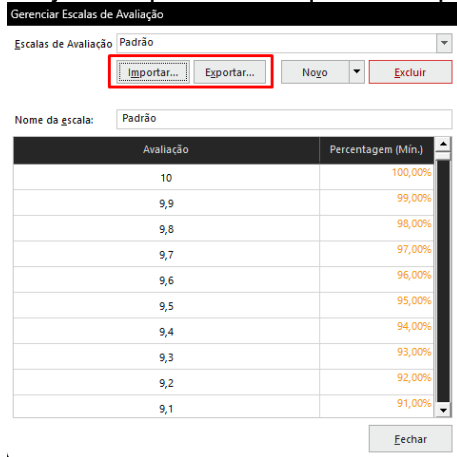 Gerenciar Escalas de Avaliação
Escalas de Avaliação Padrão
Importar... Exportar... Novo Excluir
Nome da escala: Padrão
Avaliação Percentagem (Mín.)
10 100,00%
9,9 99,00%
9,8 98,00%
9,7 97,00%
9,6 96,00%
9,5 95,00%
9,4 94,00%
9,3 93,00%
9,2 92,00%
9,1 91,00%
Fechar